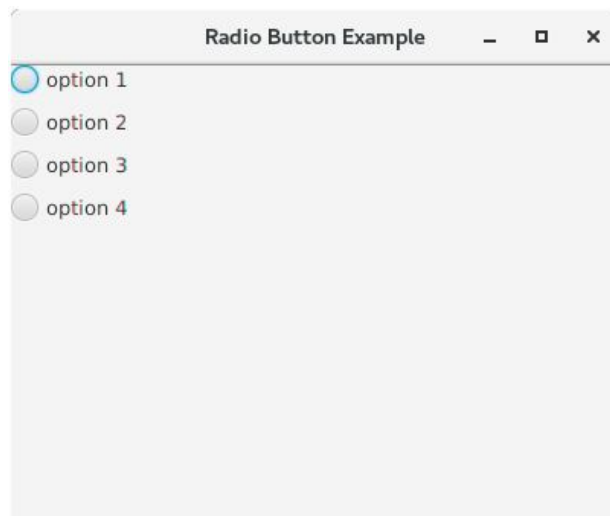 Radio Button Example
option 1
option 2
option 3
option 4